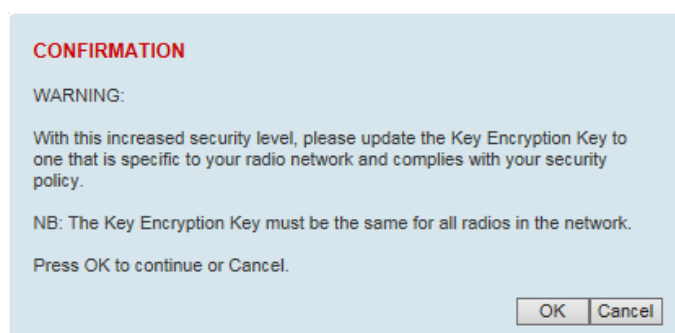 CONFIRMATION
WARNING:
With this increased security level, please update the Key Encryption Key to
one that is specific to your radio network and complies with your security
policy.
NB: The Key Encryption Key must be the same for all radios in the network.
Press OK to continue or Cancel.
OK Cancel